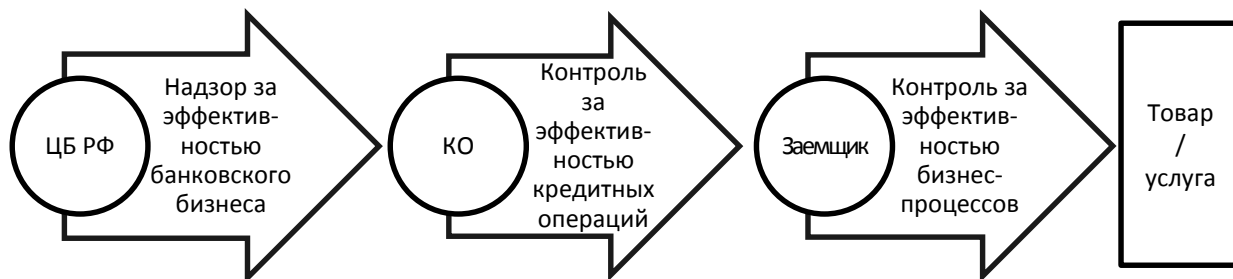 ЦБ РФ
Надзор за
эффектив-
ностью
банковского
бизнеса
КО
Контроль
за
эффектив-
ностью
кредитных
операций
Заемщик
Контроль за
эффектив-
ностью
бизнес-
процессов
Товар
/
услуга